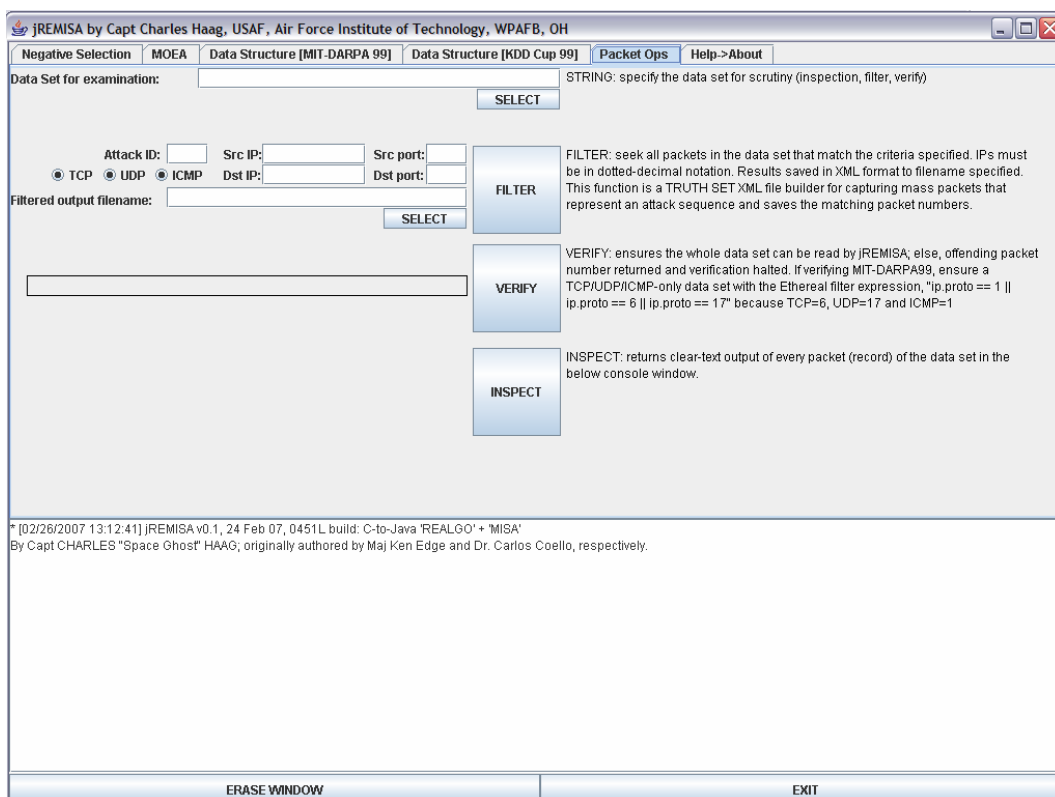 jREMISA by Capt Charles Haag, USAF, Air Force Institute of Technology, WPAFB, OH
Negative Selection MOEA Data Structure [MIT-DARPA 99] Data Structure [KDD Cup 99] Packet Ops Help->About
Data Set for examination:
STRING: specify the data set for scrutiny (inspection, filter, verify)
SELECT
Attack ID: Src IP: Src port:
TCP UDP ICMP Dst IP: Dst port:
Filtered output filename:
SELECT
FILTER
FILTER: seek all packets in the data set that match the criteria specified. IPs must
be in dotted-decimal notation. Results saved in XML format to filename specified.
This function is a TRUTH SET XML file builder for capturing mass packets that
represent an attack sequence and saves the matching packet numbers.
VERIFY
VERIFY: ensures the whole data set can be read by jREMISA; else, offending packet
number returned and verification halted. If verifying MIT-DARPA99, ensure a
TCP/UDP/ICMP-only data set with the Ethereal filter expression, "ip.proto == 1 ||
ip.proto == 6 || ip.proto == 17" because TCP=6, UDP=17 and ICMP=1
INSPECT
INSPECT: returns clear-text output of every packet (record) of the data set in the
below console window.
* [02/26/2007 13:12:41] jREMISA v0.1, 24 Feb 07, 0451L build: C-to-Java 'REALGO' + 'MISA'
By Capt CHARLES "Space Ghost" HAAG; originally authored by Maj Ken Edge and Dr. Carlos Coello, respectively.
ERASE WINDOW EXIT